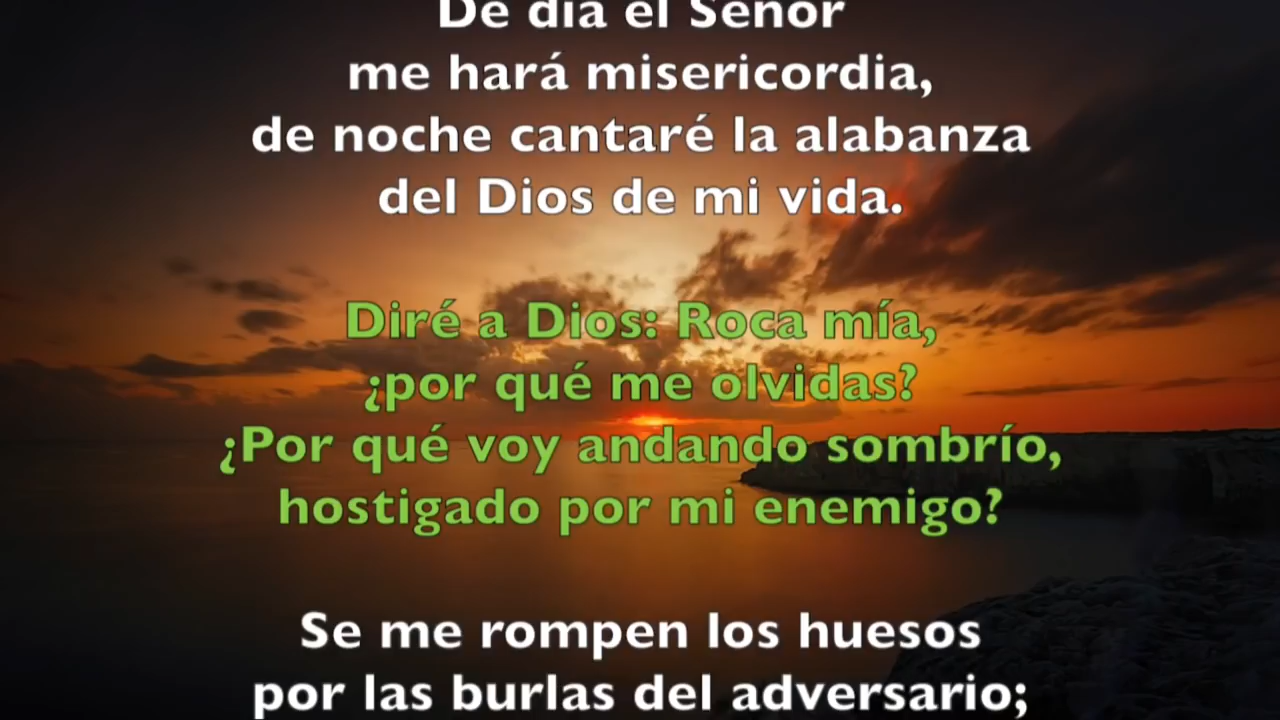 De día el Señor
me hará misericordia,
de noche cantaré la alabanza
del Dios de mi vida.
Diré a Dios: Roca mía,
¿por qué me olvidas?
¿Por qué voy andando sombrío,
hostigado por mi enemigo?
Se me rompen los huesos
por las burlas del adversario;